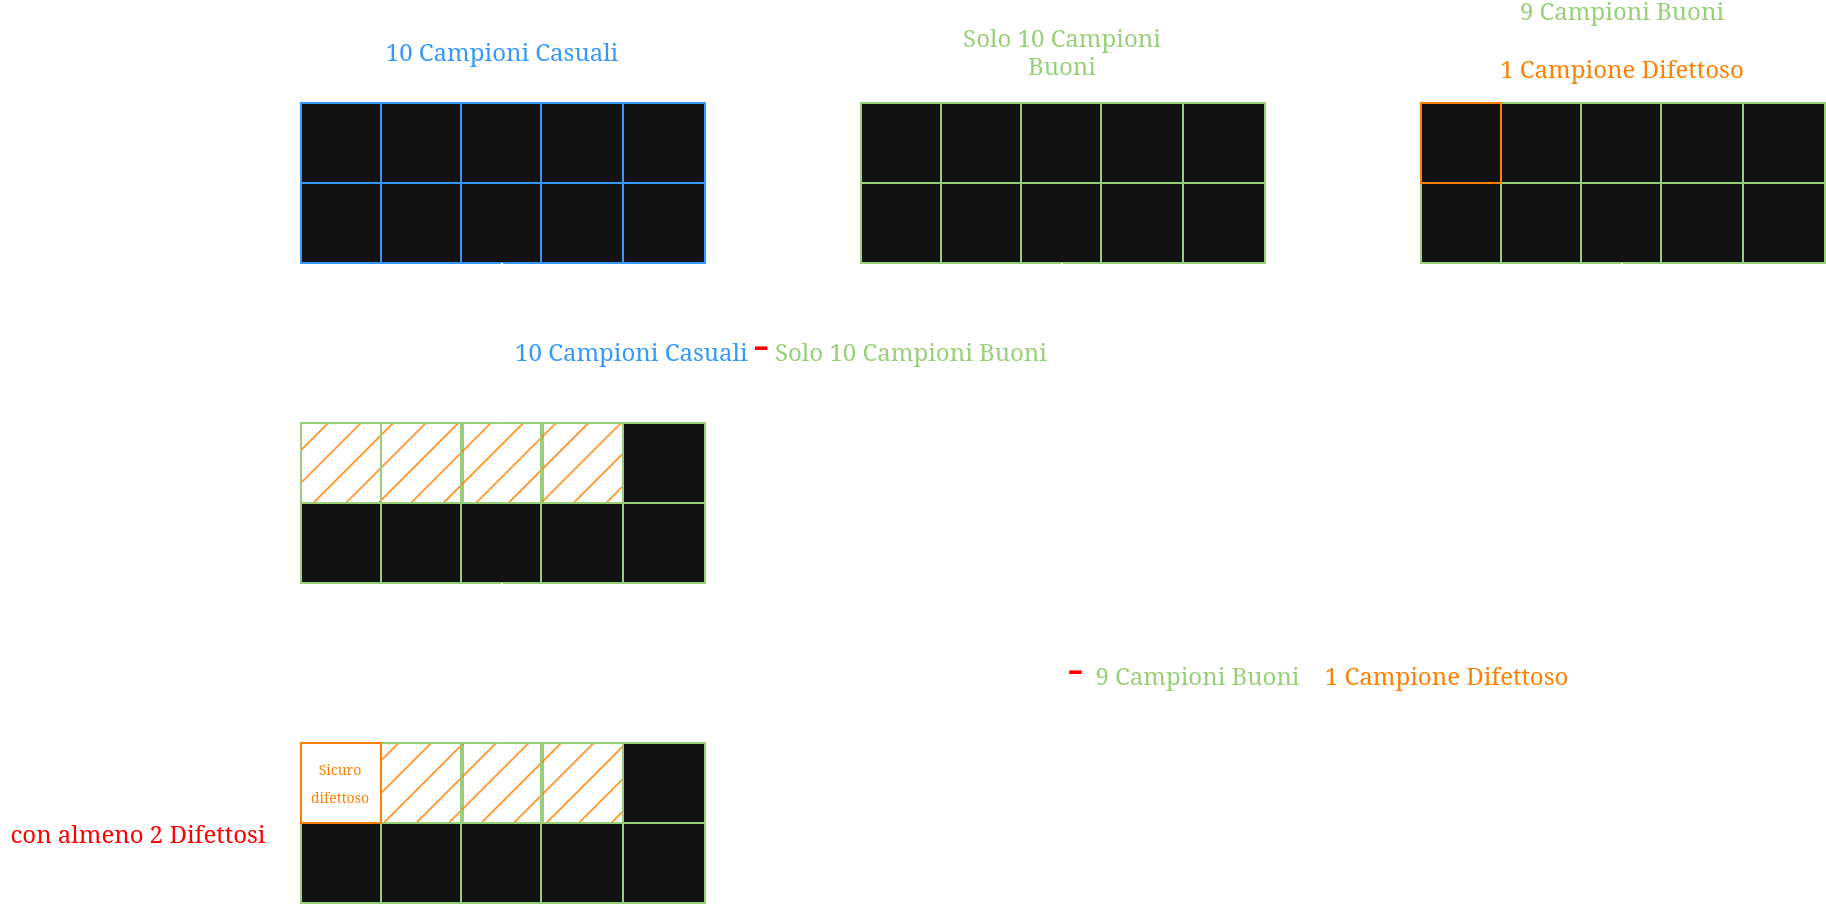 9 Campioni Buoni
10 Campioni Casuali
Solo 10 Campioni
Buoni
1 Campione Difettoso
10 Campioni Casuali - Solo 10 Campioni Buoni
- 9 Campioni Buoni 1 Campione Difettoso
Sicuro
difettoso
con almeno 2 Difettosi